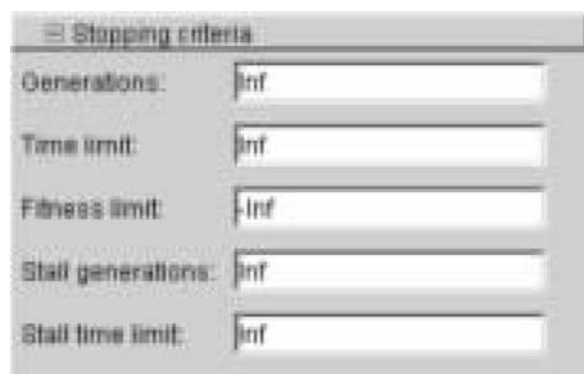 Stopping criteria
Generations: Inf
Time limit: Inf
Fitness limit: -Inf
Stall generations: Inf
Stall time limit: Inf